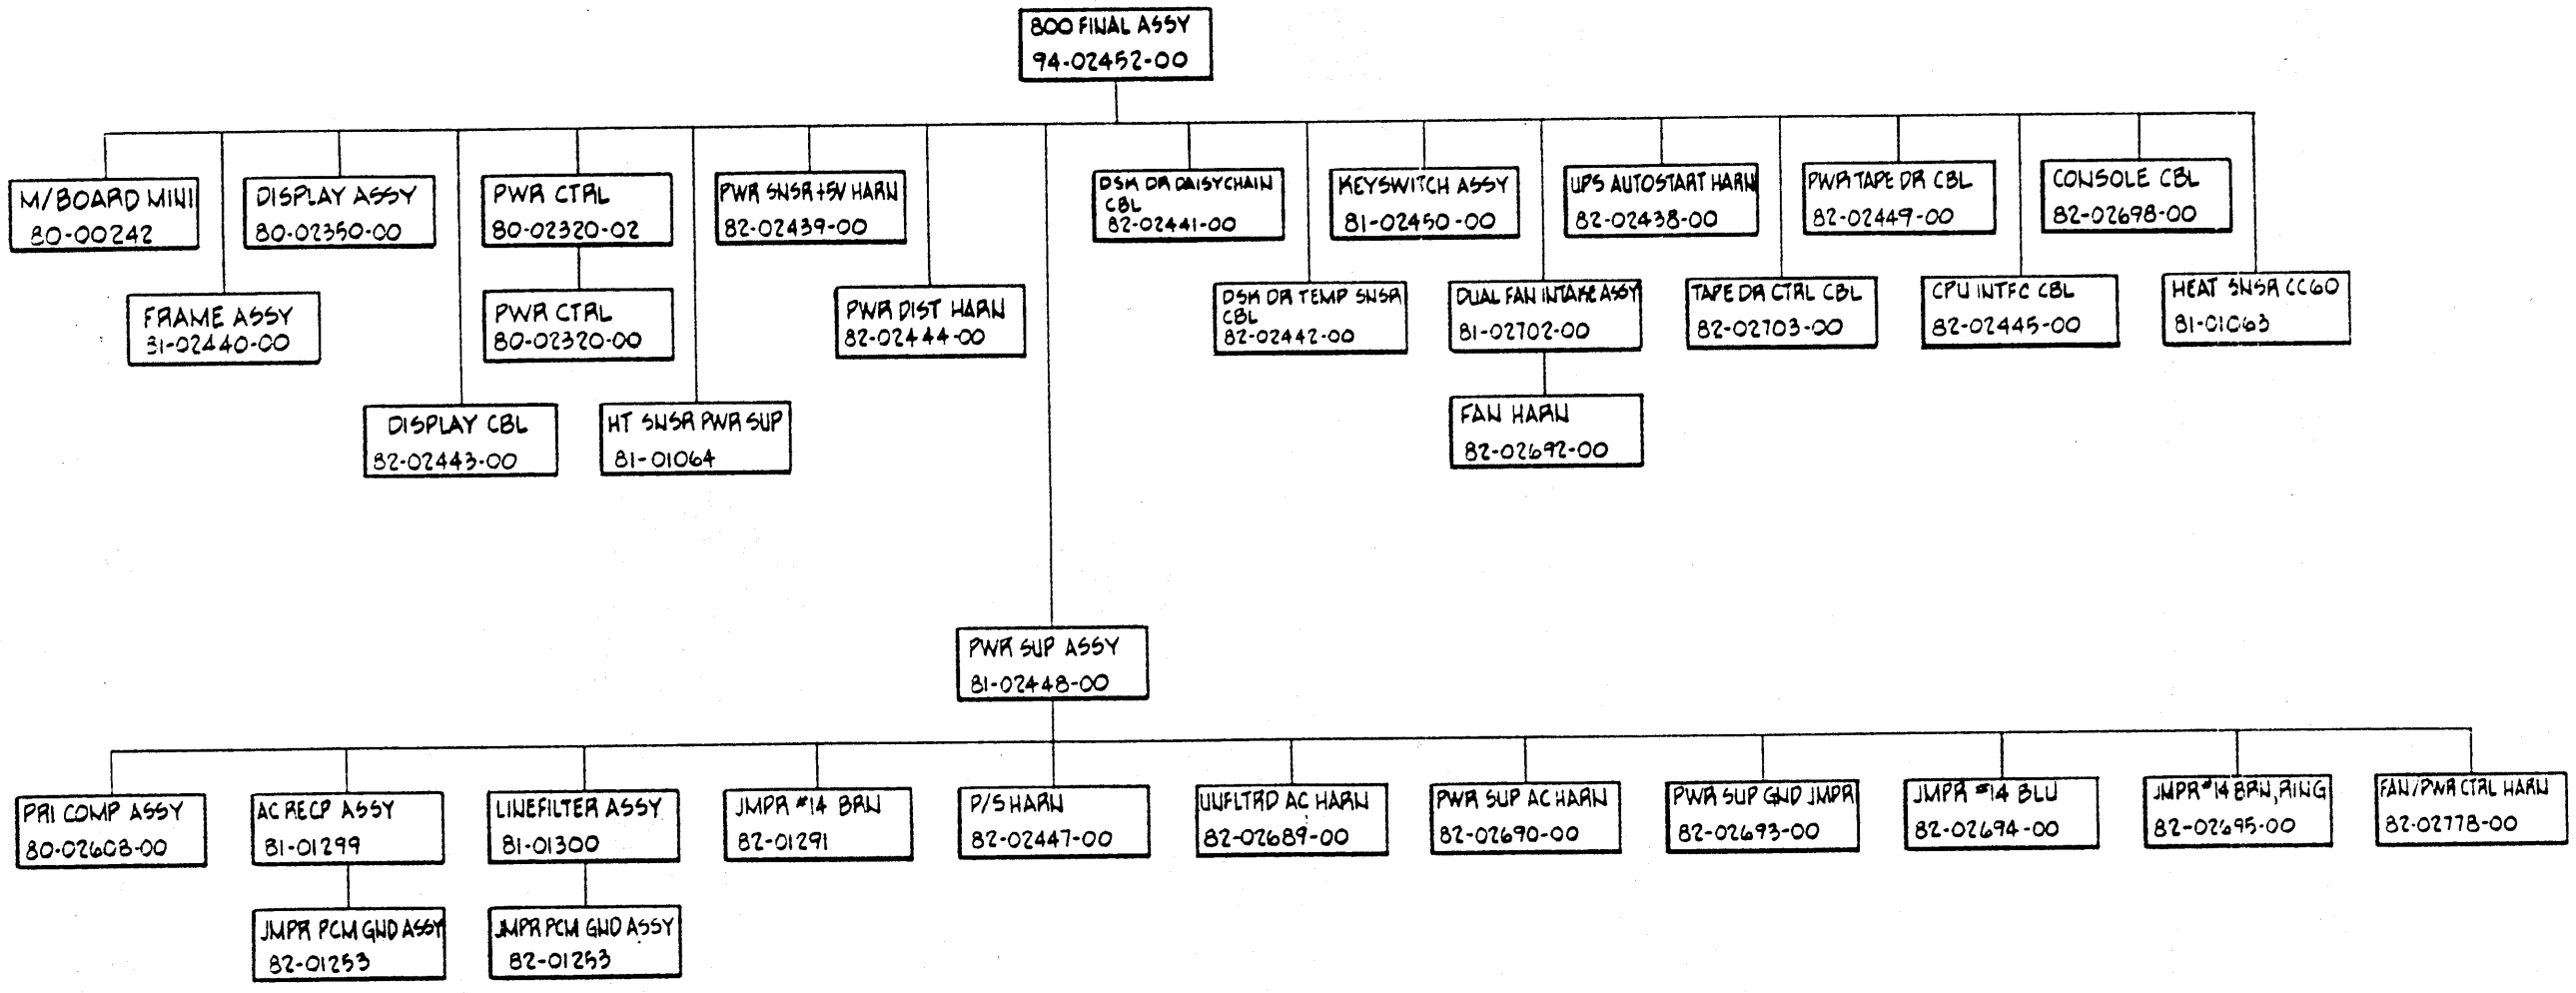 800 FINAL ASSY
94-02452-00
M/BOARD MINI
80-00242
DISPLAY ASSY
80-02350-00
PWR CTRL
80-02320-02
PWR SNSR +5V HARN
82-02439-00
DSK DR DAISYCHAIN
CBL
82-02441-00
KEYSWITCH ASSY
81-02450-00
UPS AUTOSTART HARN
82-02438-00
PWR TAPE DR CBL
82-02449-00
CONSOLE CBL
82-02698-00
FRAME ASSY
81-02440-00
PWR CTRL
80-02320-00
PWR DIST HARN
82-02444-00
DSK DR TEMP SNSR
CBL
82-02442-00
DUAL FAN INTAKE ASSY
81-02702-00
TAPE DR CTRL CBL
82-02703-00
CPU INTFC CBL
82-02445-00
HEAT SNSR CC60
81-01063
DISPLAY CBL
82-02443-00
HT SNSR PWR SUP
81-01064
FAN HARN
82-02692-00
PWR SUP ASSY
81-02448-00
PRI COMP ASSY
80-02608-00
AC RECP ASSY
81-01299
LINEFILTER ASSY
81-01300
JMPR #14 BRN
82-01291
P/S HARN
82-02447-00
UNFLTRD AC HARN
82-02689-00
PWR SUP AC HARN
82-02690-00
PWR SUP GND JMPR
82-02693-00
JMPR #14 BLU
82-02694-00
JMPR #14 BRN, RING
82-02695-00
FAN/PWR CTRL HARN
82-02778-00
JMPR PCM GND ASSY
82-01253
JMPR PCM GND ASSY
82-01253